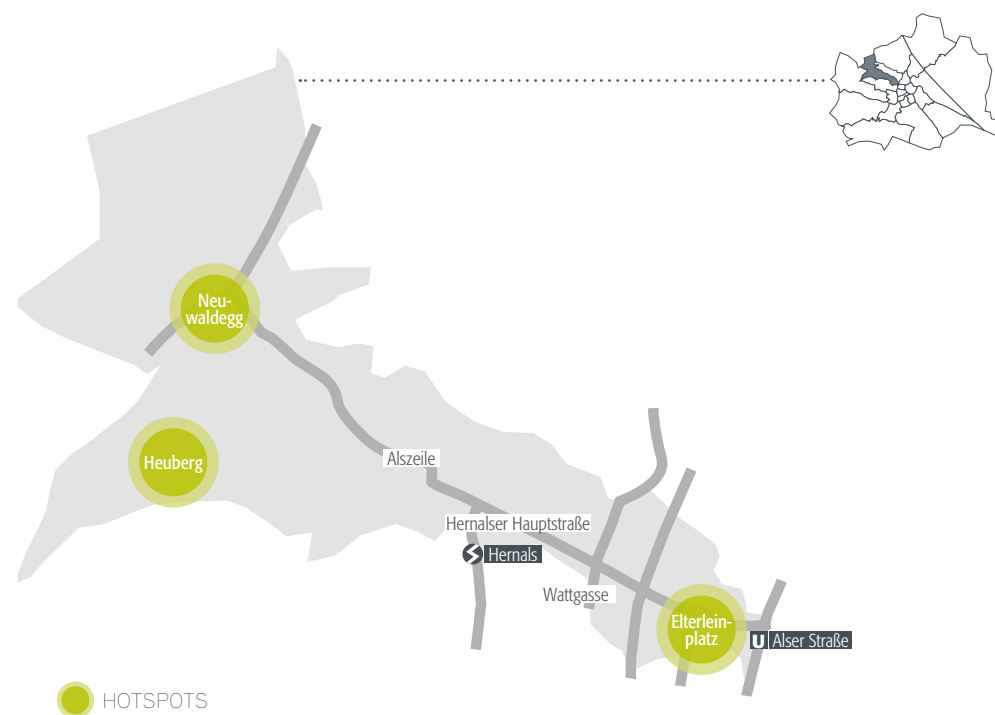 Neu-
waldegg
Heuberg
Alszeile
Hernalser Hauptstraße
Hernals
Wattgasse
Elterlein-
platz
U Alser Straße
HOTSPOTS